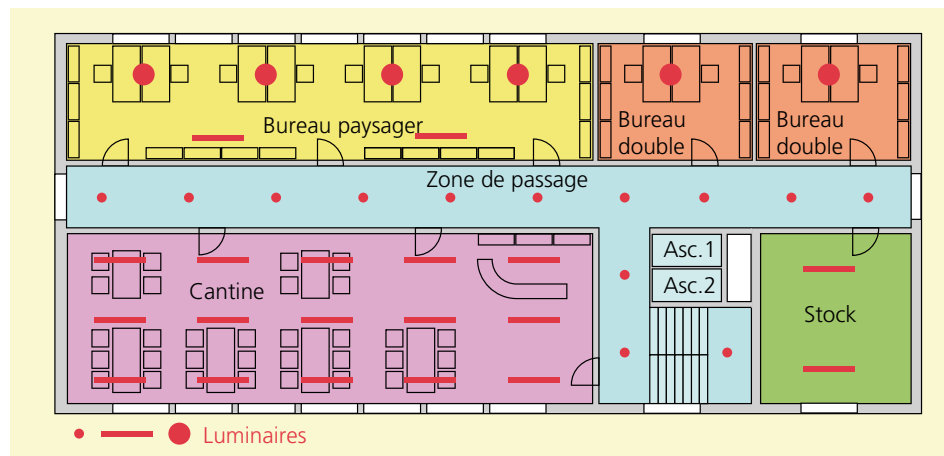 Bureau paysager
Bureau
double
Bureau
double
Zone de passage
Cantine
Asc.1
Asc.2
Stock
Luminaires